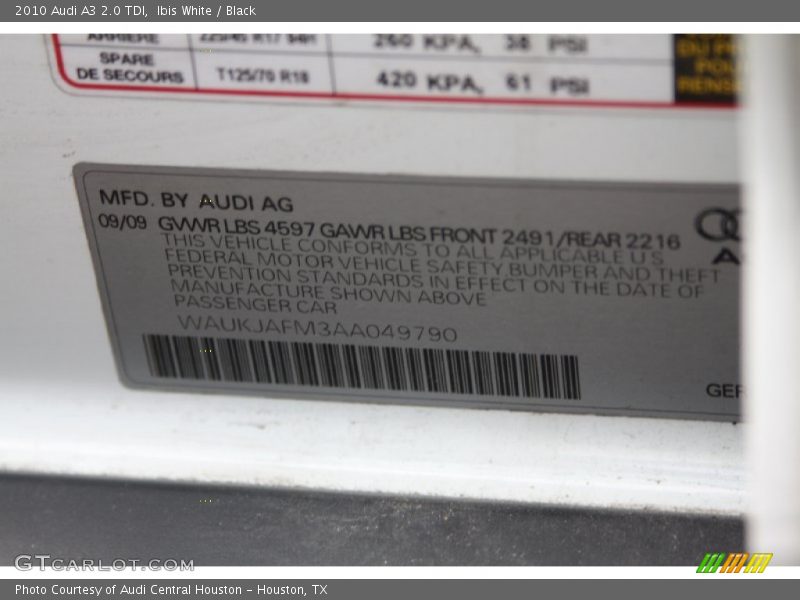 2010 Audi A3 2.0 TDI, Ibis White / Black
ARRIERE 225/45 R17 94H 260 KPA, 38 PSI
SPARE
DE SECOURS T125/70 R18 420 KPA, 61 PSI
MFD. BY AUDI AG
09/09 GVWR LBS 4597 GAWR LBS FRONT 2491/REAR 2216
THIS VEHICLE CONFORMS TO ALL APPLICABLE U S
FEDERAL MOTOR VEHICLE SAFETY,BUMPER AND THEFT
PREVENTION STANDARDS IN EFFECT ON THE DATE OF
MANUFACTURE SHOWN ABOVE
PASSENGER CAR
WAUKJAFM3AA049790
GTCARLOT.COM
Photo Courtesy of Audi Central Houston - Houston, TX